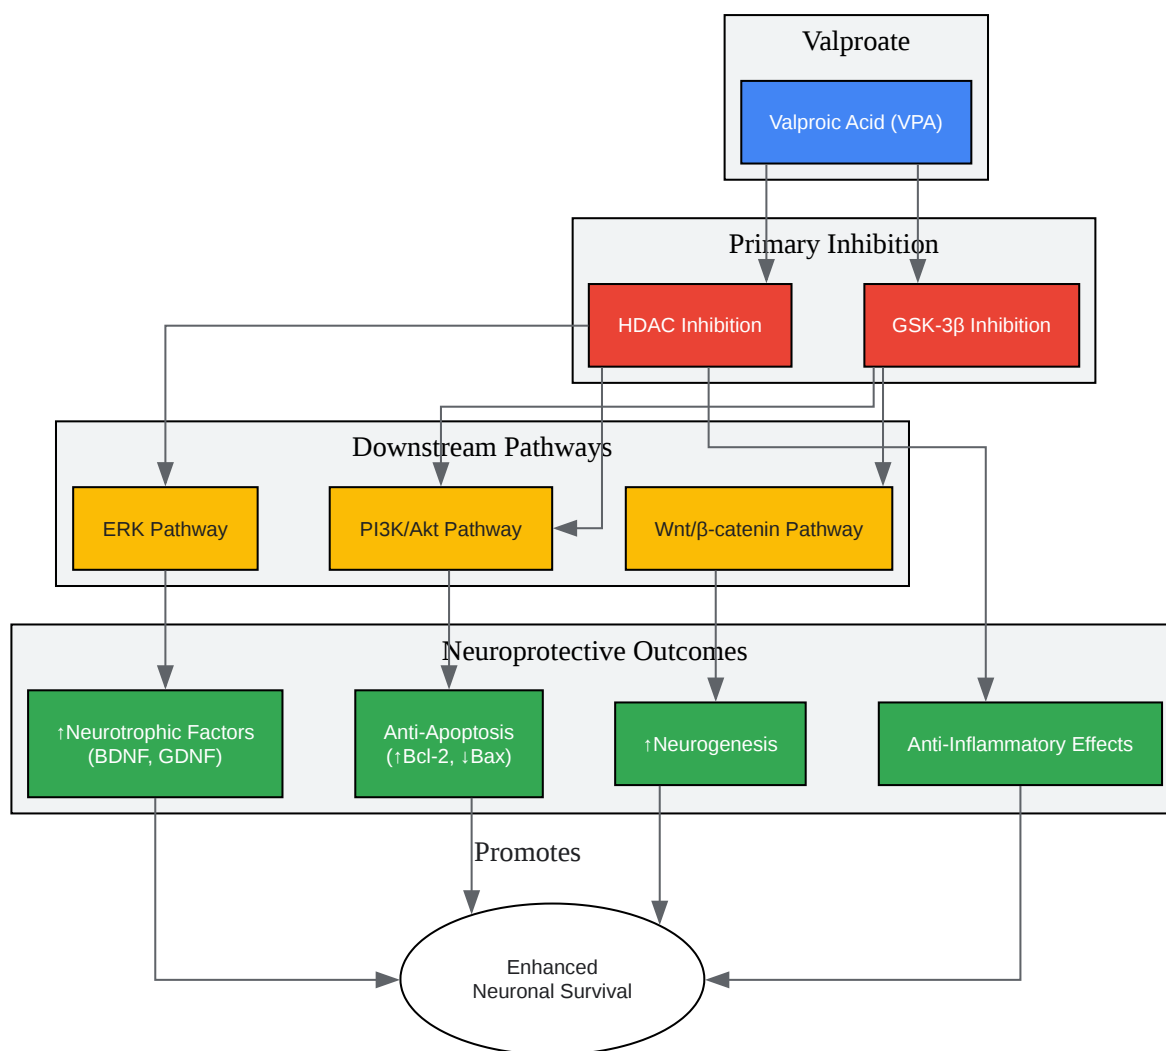 Valproate
Valproic Acid (VPA)
Primary Inhibition
HDAC Inhibition
GSK-3β Inhibition
Downstream Pathways
ERK Pathway
PI3K/Akt Pathway
Wnt/β-catenin Pathway
Neuroprotective Outcomes
↑Neurotrophic Factors
(BDNF, GDNF)
Anti-Apoptosis
(↑Bcl-2, ↓Bax)
↑Neurogenesis
Anti-Inflammatory Effects
Promotes
Enhanced
Neuronal Survival